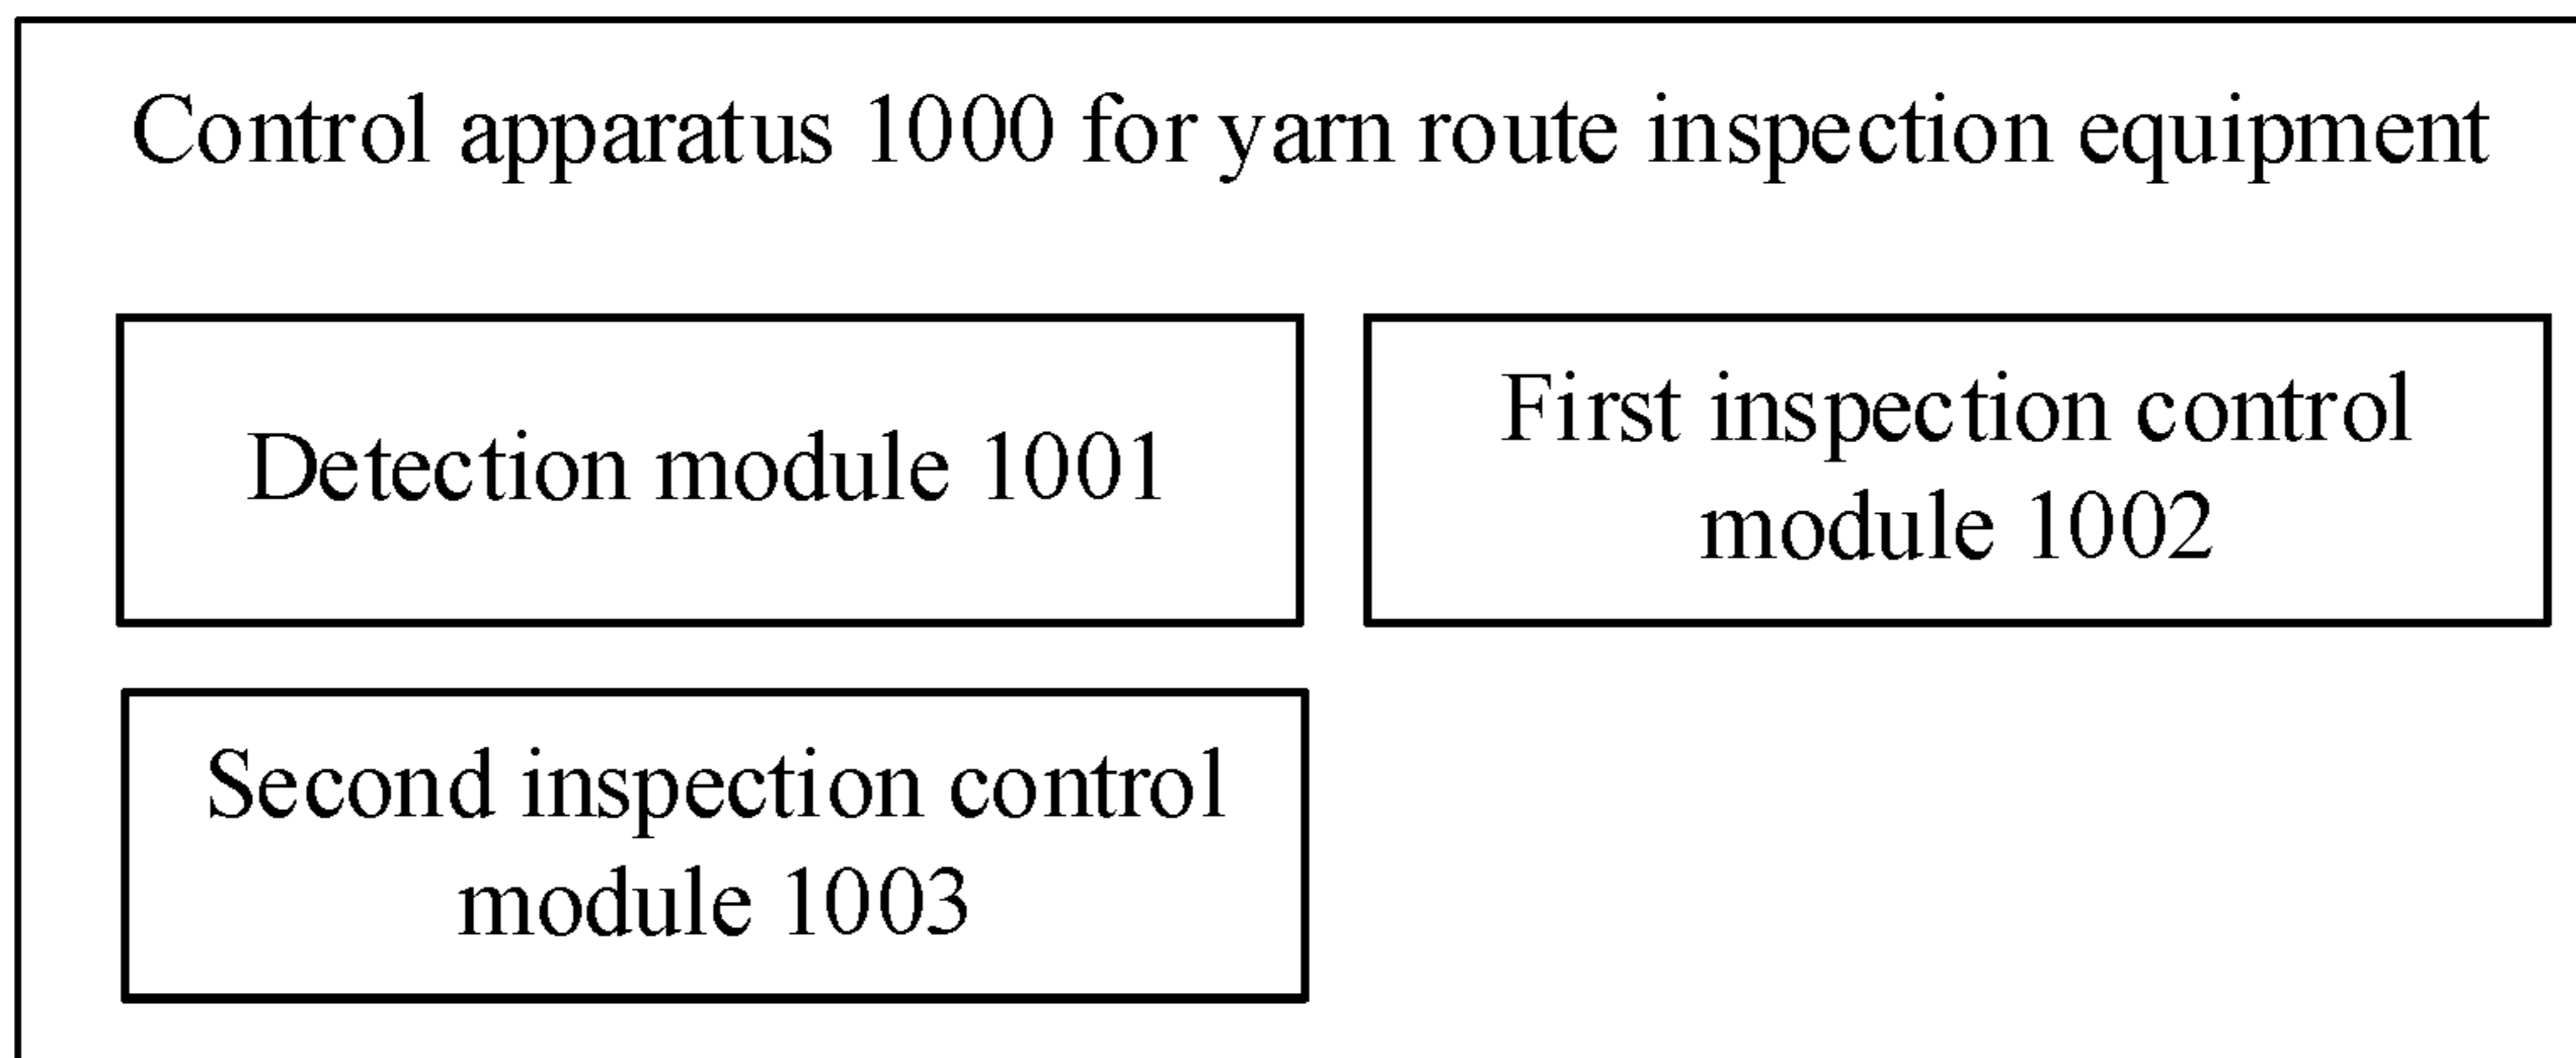 Control apparatus 1000 for yarn route inspection equipment
Detection module 1001
First inspection control
module 1002
Second inspection control
module 1003